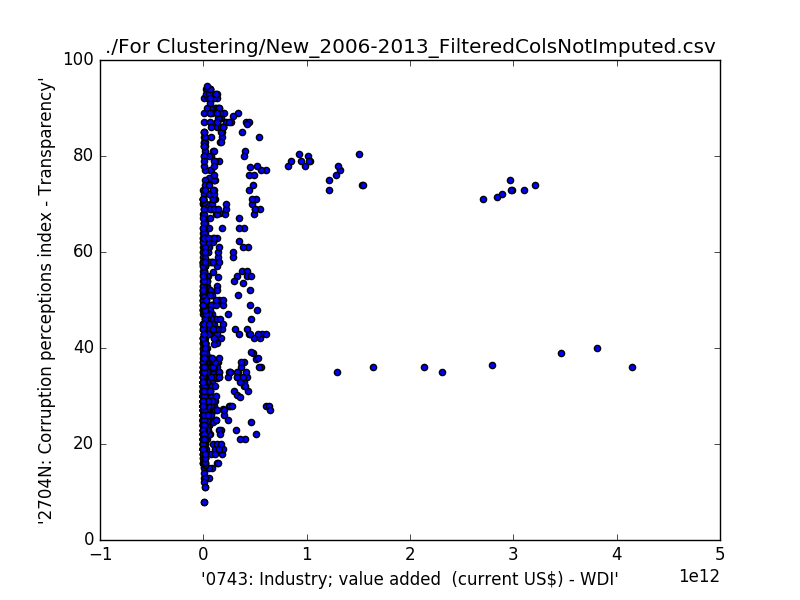 ./For Clustering/New_2006-2013_FilteredColsNotImputed.csv
100
80
60
40
20
0
'2704N: Corruption perceptions index - Transparency'
−1 0 1 2 3 4 5
1e12
'0743: Industry; value added  (current US$) - WDI'